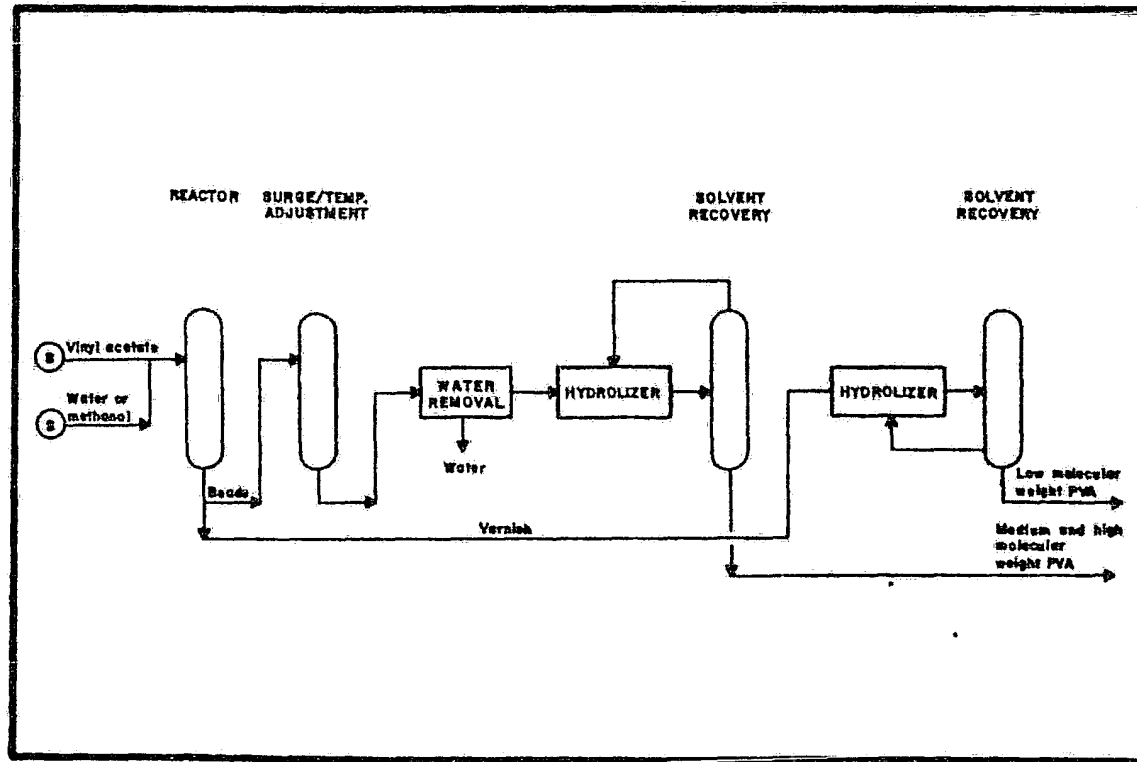 REACTOR
SURGE/TEMP.
ADJUSTMENT
SOLVENT
RECOVERY
SOLVENT
RECOVERY
S
Vinyl acetate
Water or
methanol
S
WATER
REMOVAL
HYDROLIZER
HYDROLIZER
Water
Beads
Varnish
Low molecular
weight PVA
Medium and high
molecular
weight PVA